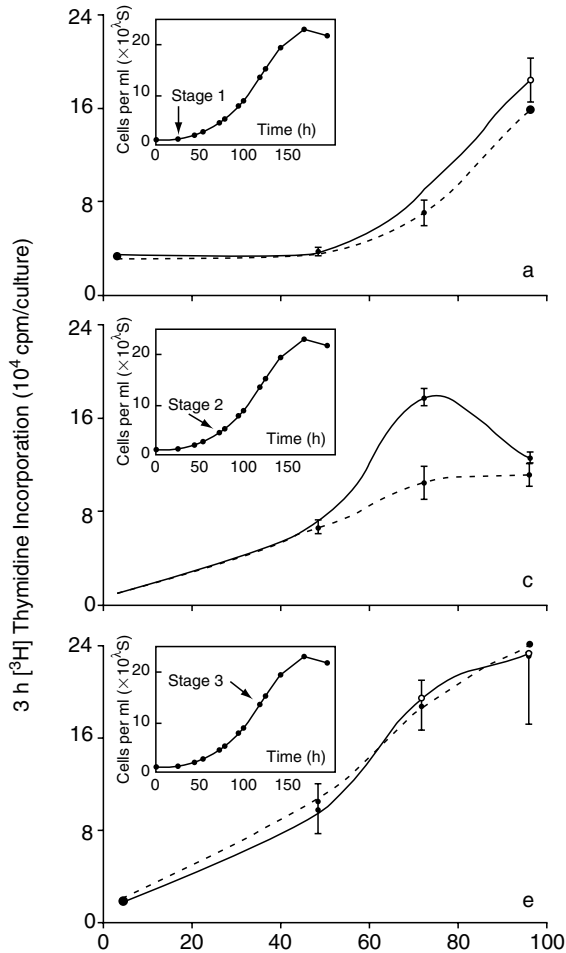 3 h [³H] Thymidine Incorporation (10⁴ cpm/culture)
24
16
8
0
Cells per ml (×10^λS)
20
10
0
Stage 1
Time (h)
0 50 100 150
a
24
16
8
0
Cells per ml (×10^λS)
20
10
0
Stage 2
Time (h)
0 50 100 150
c
24
16
8
0
Cells per ml (×10^λS)
20
10
0
Stage 3
Time (h)
0 50 100 150
e
0 20 40 60 80 100